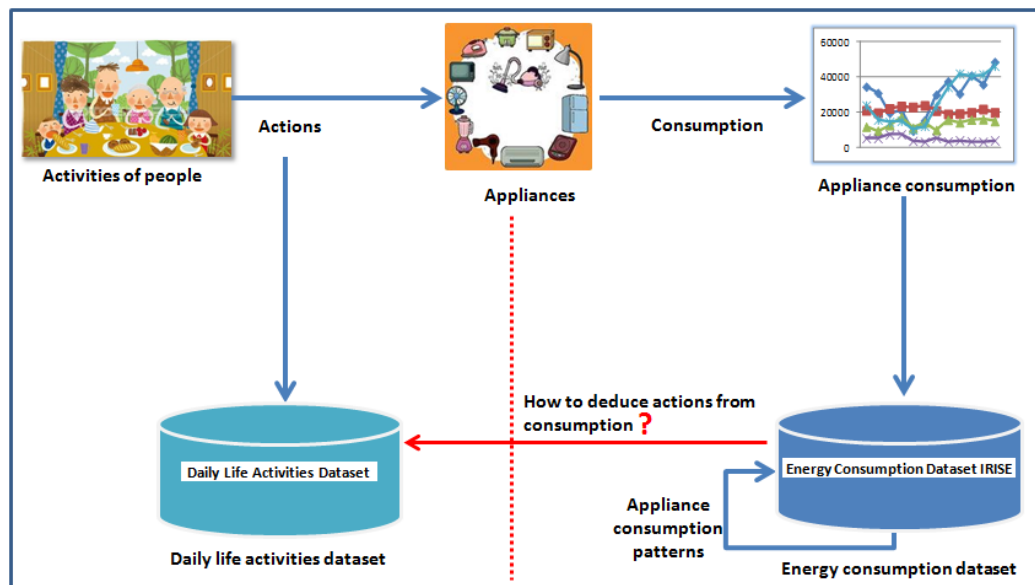 Actions
Consumption
60000
40000
20000
0
Activities of people
Appliances
Appliance consumption
How to deduce actions from
consumption ?
Daily Life Activities Dataset
Energy Consumption Dataset IRISE
Appliance
consumption
patterns
Daily life activities dataset
Energy consumption dataset